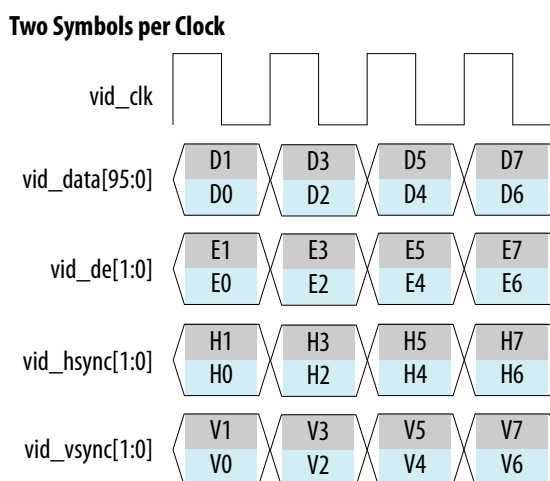 Two Symbols per Clock
vid_clk
vid_data[95:0]
D1 D3 D5 D7
D0 D2 D4 D6
vid_de[1:0]
E1 E3 E5 E7
E0 E2 E4 E6
vid_hsync[1:0]
H1 H3 H5 H7
H0 H2 H4 H6
vid_vsync[1:0]
V1 V3 V5 V7
V0 V2 V4 V6